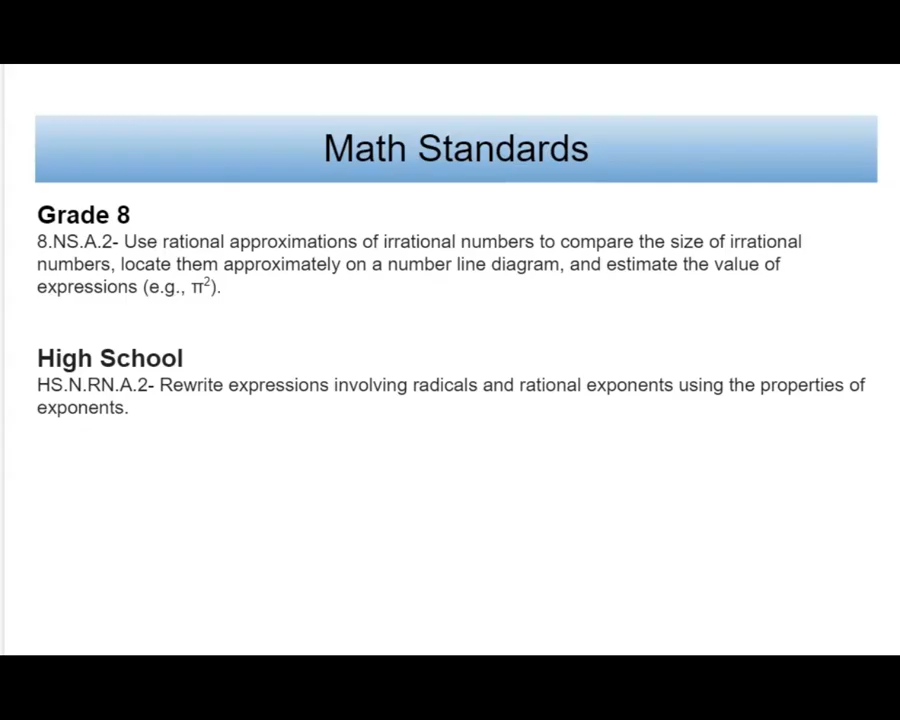 Math Standards
Grade 8
8.NS.A.2- Use rational approximations of irrational numbers to compare the size of irrational
numbers, locate them approximately on a number line diagram, and estimate the value of
expressions (e.g., π²).
High School
HS.N.RN.A.2- Rewrite expressions involving radicals and rational exponents using the properties of
exponents.